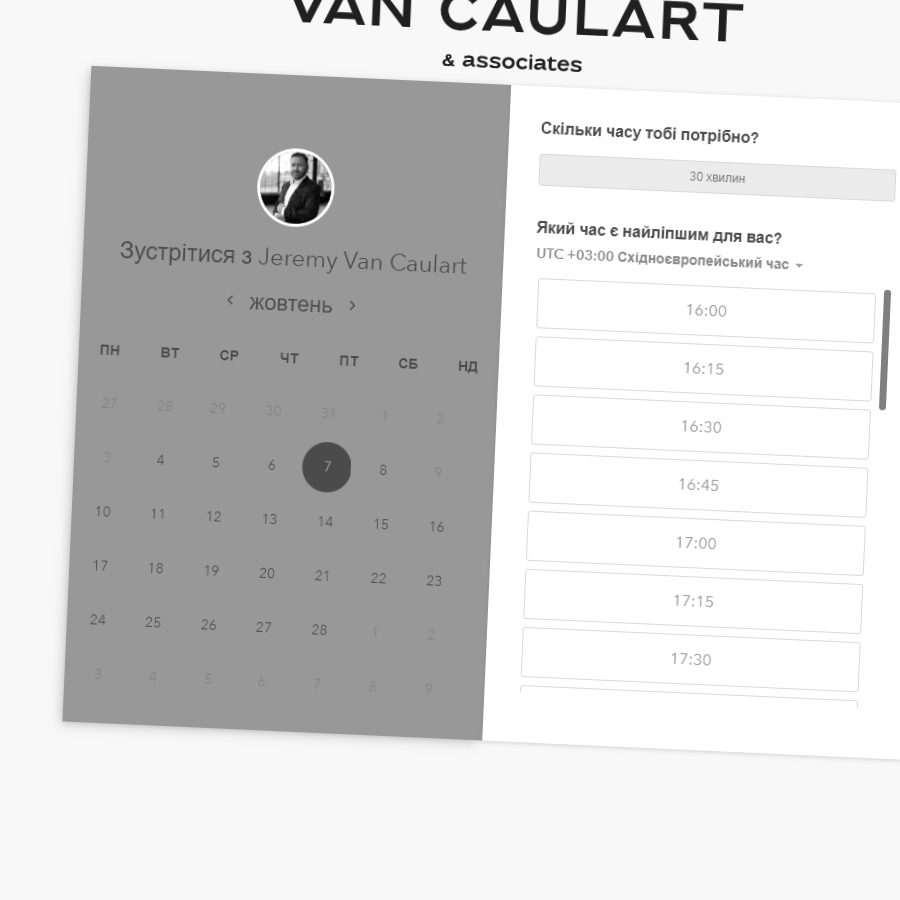 VAN CAULART
& associates
Зустрітися з Jeremy Van Caulart
жовтень
ПН ВТ СР ЧТ ПТ СБ НД
27 28 29 30 31 1 2
3 4 5 6 7 8 9
10 11 12 13 14 15 16
17 18 19 20 21 22 23
24 25 26 27 28 1 2
3 4 5 6 7 8 9
Скільки часу тобі потрібно?
30 хвилин
Який час є найліпшим для вас?
UTC +03:00 Східноєвропейський час
16:00
16:15
16:30
16:45
17:00
17:15
17:30